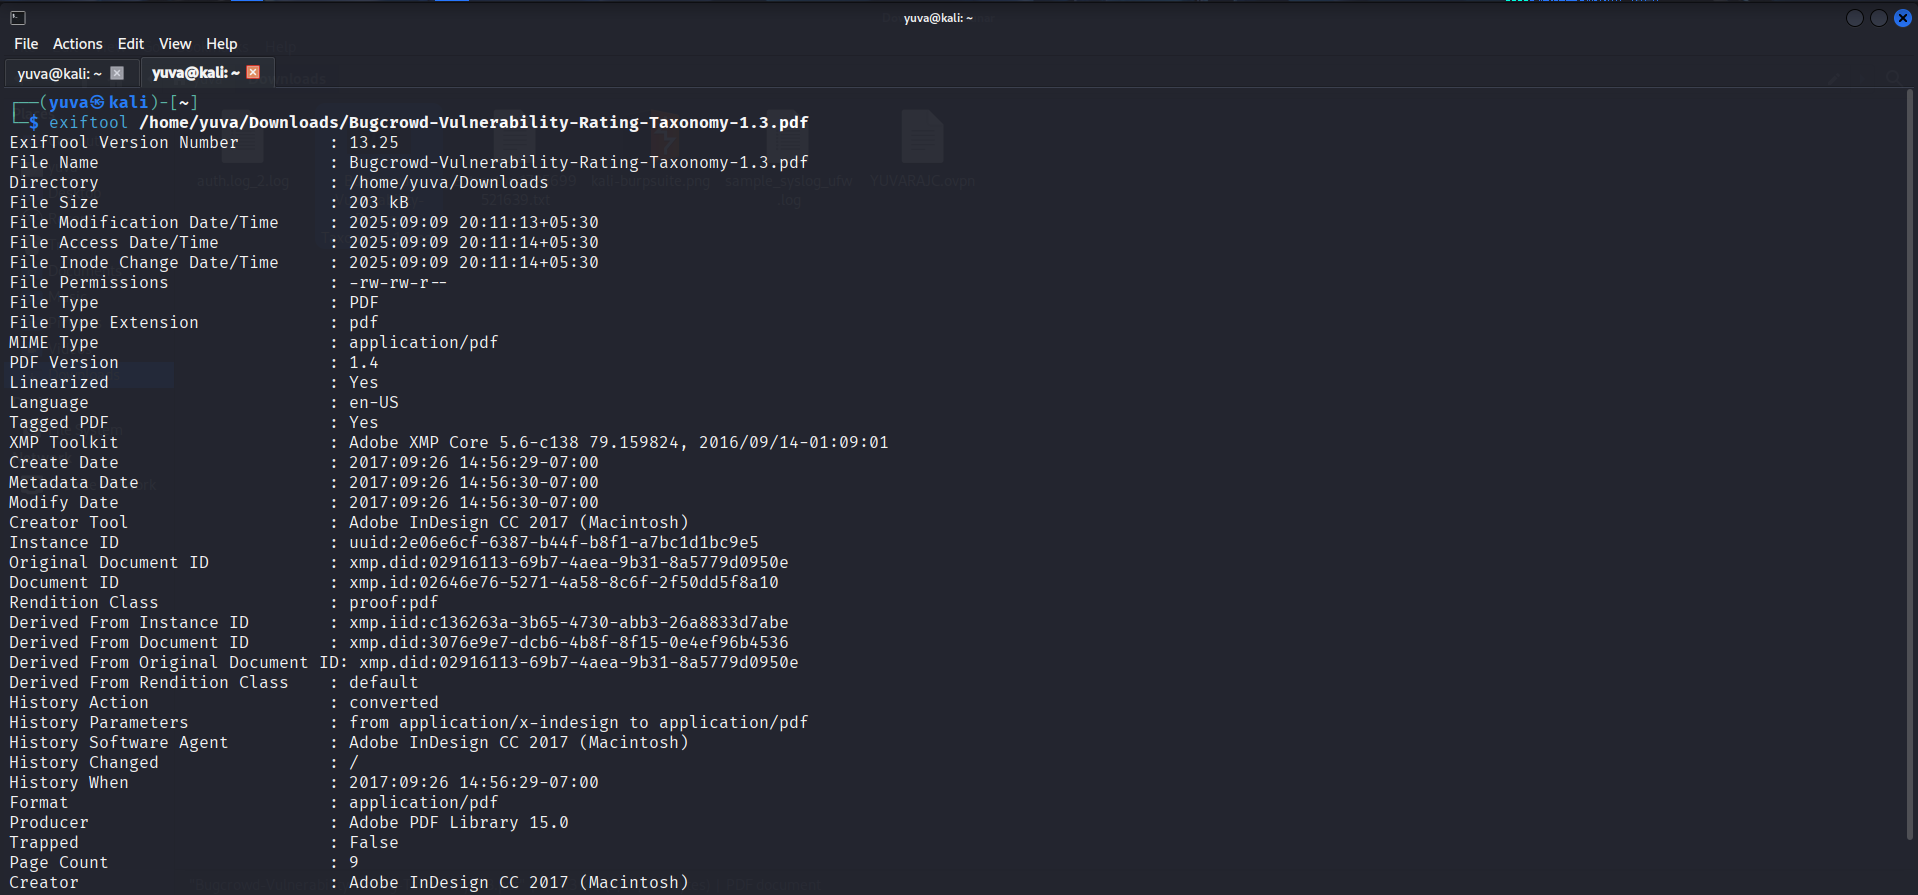 yuva@kali: ~
File Actions Edit View Help
yuva@kali: ~
yuva@kali: ~
┌──(yuva㉿kali)-[~]
└─$ exiftool /home/yuva/Downloads/Bugcrowd-Vulnerability-Rating-Taxonomy-1.3.pdf
ExifTool Version Number : 13.25
File Name : Bugcrowd-Vulnerability-Rating-Taxonomy-1.3.pdf
Directory : /home/yuva/Downloads
File Size : 203 kB
File Modification Date/Time : 2025:09:09 20:11:13+05:30
File Access Date/Time : 2025:09:09 20:11:14+05:30
File Inode Change Date/Time : 2025:09:09 20:11:14+05:30
File Permissions : -rw-rw-r--
File Type : PDF
File Type Extension : pdf
MIME Type : application/pdf
PDF Version : 1.4
Linearized : Yes
Language : en-US
Tagged PDF : Yes
XMP Toolkit : Adobe XMP Core 5.6-c138 79.159824, 2016/09/14-01:09:01
Create Date : 2017:09:26 14:56:29-07:00
Metadata Date : 2017:09:26 14:56:30-07:00
Modify Date : 2017:09:26 14:56:30-07:00
Creator Tool : Adobe InDesign CC 2017 (Macintosh)
Instance ID : uuid:2e06e6cf-6387-b44f-b8f1-a7bc1d1bc9e5
Original Document ID : xmp.did:02916113-69b7-4aea-9b31-8a5779d0950e
Document ID : xmp.id:02646e76-5271-4a58-8c6f-2f50dd5f8a10
Rendition Class : proof:pdf
Derived From Instance ID : xmp.iid:c136263a-3b65-4730-abb3-26a8833d7abe
Derived From Document ID : xmp.did:3076e9e7-dcb6-4b8f-8f15-0e4ef96b4536
Derived From Original Document ID: xmp.did:02916113-69b7-4aea-9b31-8a5779d0950e
Derived From Rendition Class : default
History Action : converted
History Parameters : from application/x-indesign to application/pdf
History Software Agent : Adobe InDesign CC 2017 (Macintosh)
History Changed : /
History When : 2017:09:26 14:56:29-07:00
Format : application/pdf
Producer : Adobe PDF Library 15.0
Trapped : False
Page Count : 9
Creator : Adobe InDesign CC 2017 (Macintosh)